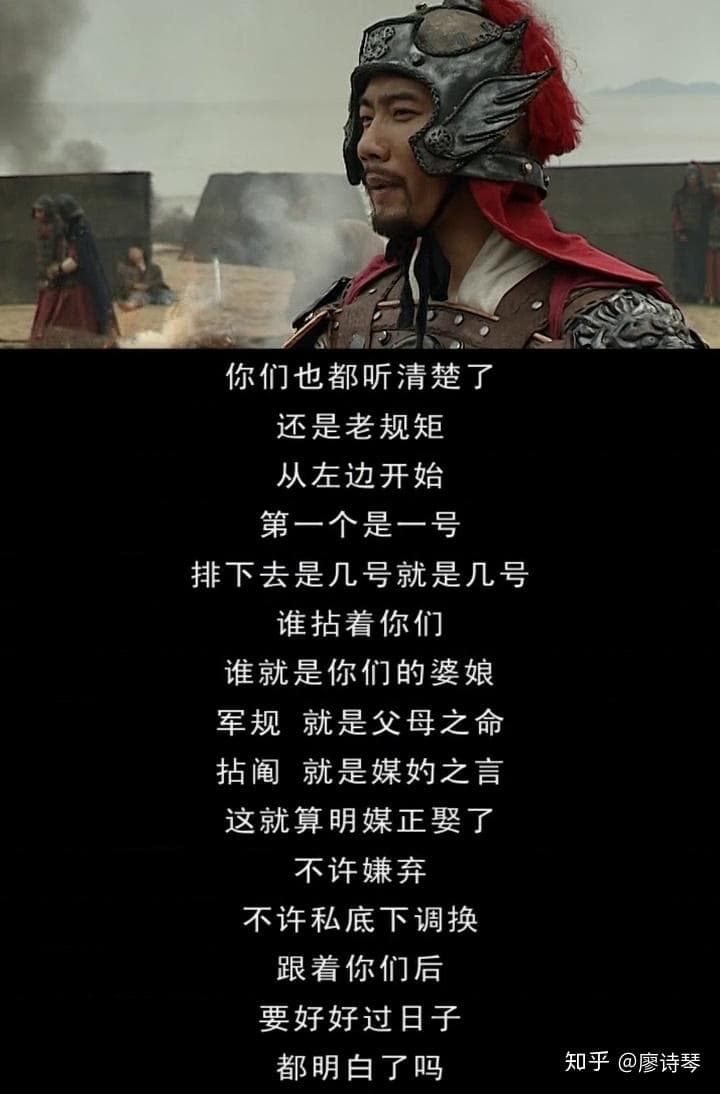 你们也都听清楚了
还是老规矩
从左边开始
第一个是一号
排下去是几号就是几号
谁拈着你们
谁就是你们的婆娘
军规 就是父母之命
拈阄 就是媒妁之言
这就算明媒正娶了
不许嫌弃
不许私底下调换
跟着你们后
要好好过日子
都明白了吗
知乎 @廖诗琴